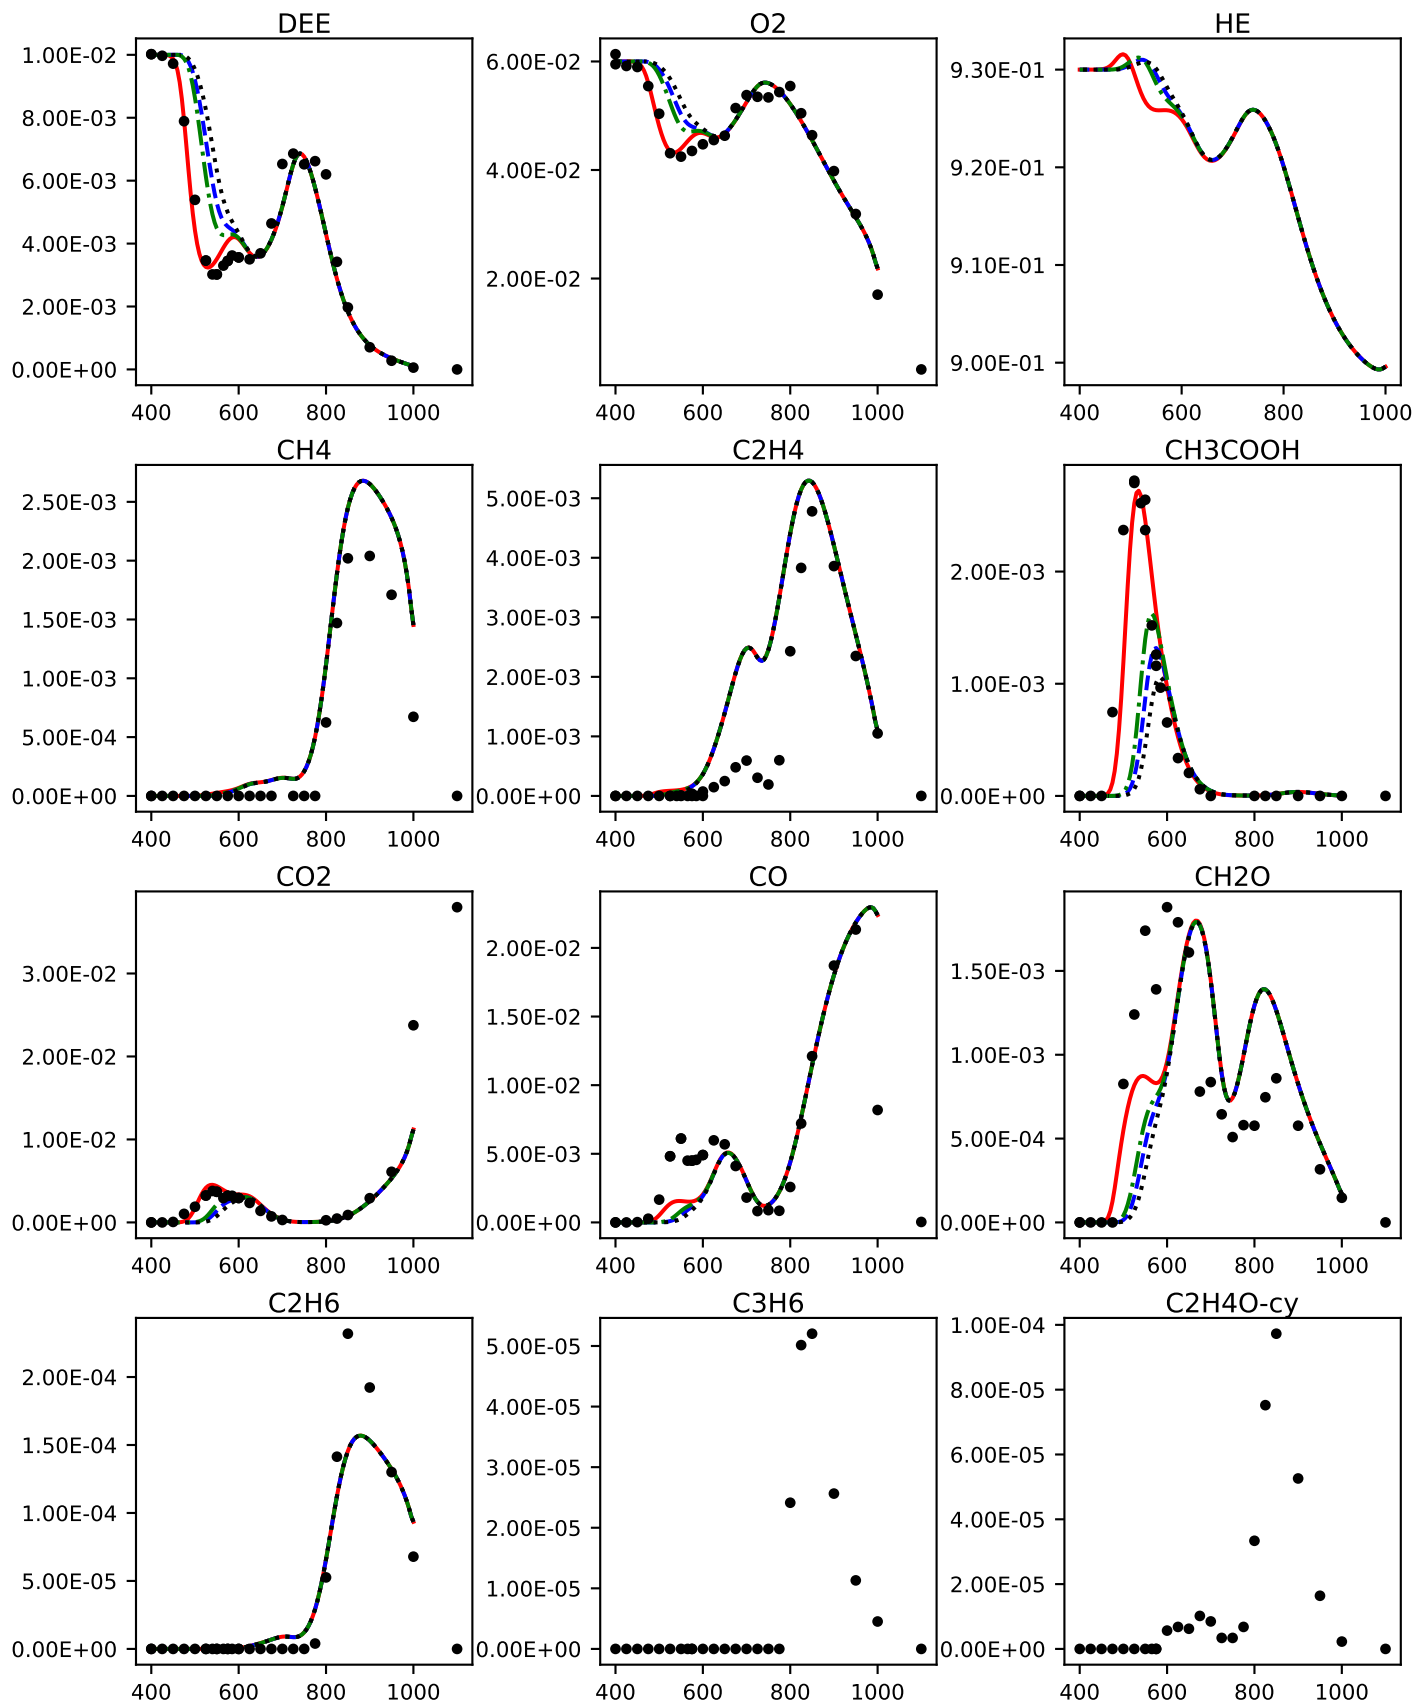 DEE O2 HE
1.00E-02 6.00E-02 9.30E-01
8.00E-03
6.00E-03 4.00E-02 9.20E-01
4.00E-03 2.00E-02 9.10E-01
2.00E-03
0.00E+00 9.00E-01
400 600 800 1000 400 600 800 1000 400 600 800 1000
CH4 C2H4 CH3COOH
2.50E-03 5.00E-03
2.00E-03 4.00E-03 2.00E-03
1.50E-03 3.00E-03
1.00E-03 2.00E-03 1.00E-03
5.00E-04 1.00E-03
0.00E+00 0.00E+00 0.00E+00
400 600 800 1000 400 600 800 1000 400 600 800 1000
CO2 CO CH2O
3.00E-02 2.00E-02 1.50E-03
2.00E-02 1.50E-02
1.00E-02 1.00E-02 1.00E-03
5.00E-03 5.00E-04
0.00E+00 0.00E+00 0.00E+00
400 600 800 1000 400 600 800 1000 400 600 800 1000
C2H6 C3H6 C2H4O-cy
2.00E-04 5.00E-05 1.00E-04
1.50E-04 4.00E-05 8.00E-05
1.00E-04 3.00E-05 6.00E-05
2.00E-05 4.00E-05
5.00E-05 1.00E-05 2.00E-05
0.00E+00 0.00E+00 0.00E+00
400 600 800 1000 400 600 800 1000 400 600 800 1000